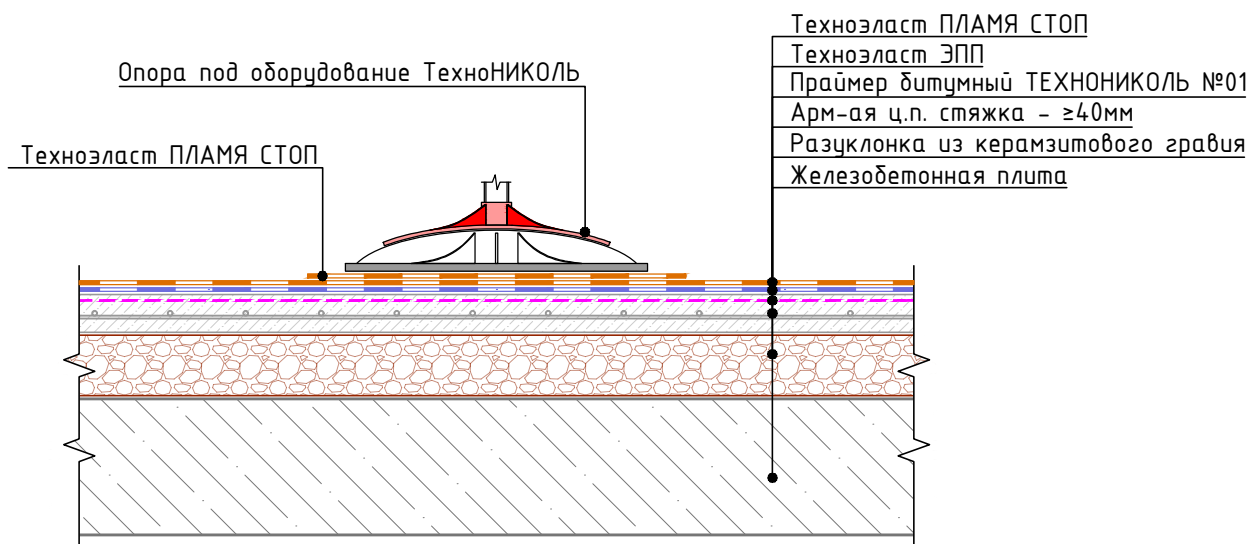 Техноэласт ПЛАМЯ СТОП
Техноэласт ЭПП
Праймер битумный ТЕХНОНИКОЛЬ №01
Арм-ая ц.п. стяжка - ≥40мм
Разуклонка из керамзитового гравия
Железобетонная плита
Опора под оборудование ТехноНИКОЛЬ
Техноэласт ПЛАМЯ СТОП